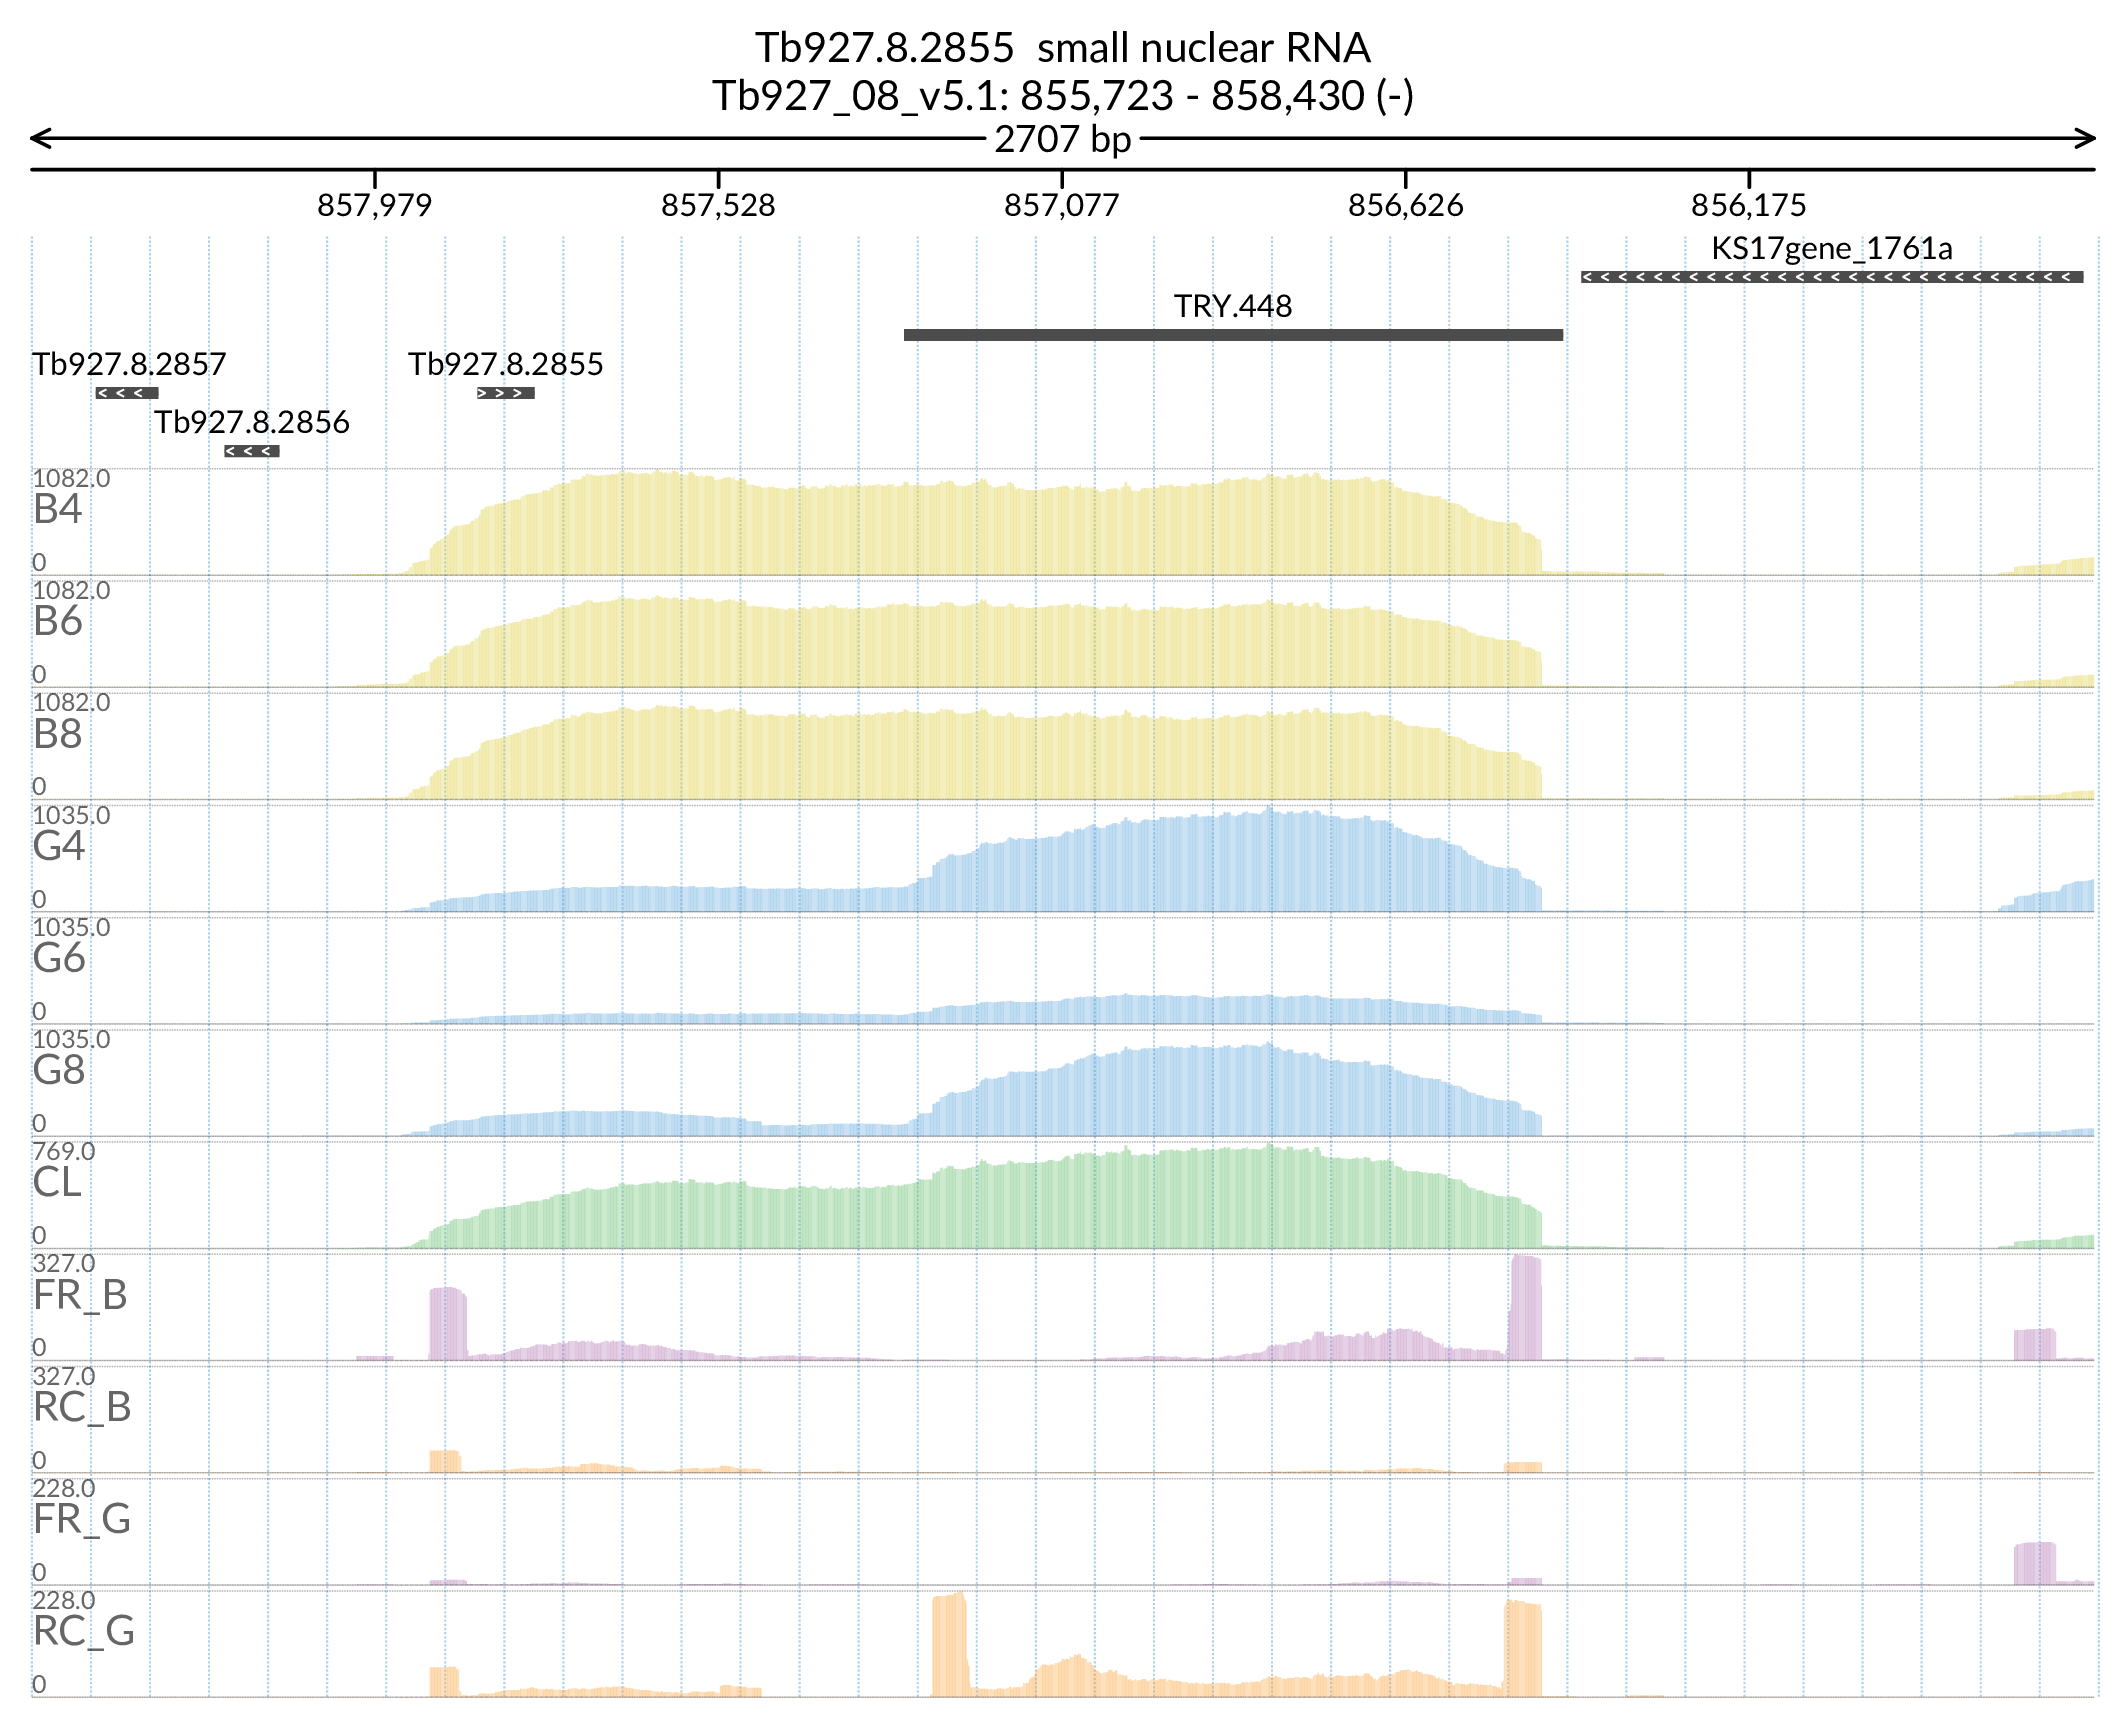 Tb927.8.2855  small nuclear RNA
Tb927_08_v5.1: 855,723 - 858,430 (-)
2707 bp
857,979 857,528 857,077 856,626 856,175
KS17gene_1761a
TRY.448
Tb927.8.2857 Tb927.8.2855
Tb927.8.2856
1082.0
B4
0
1082.0
B6
0
1082.0
B8
0
1035.0
G4
0
1035.0
G6
0
1035.0
G8
0
769.0
CL
0
327.0
FR_B
0
327.0
RC_B
0
228.0
FR_G
0
228.0
RC_G
0